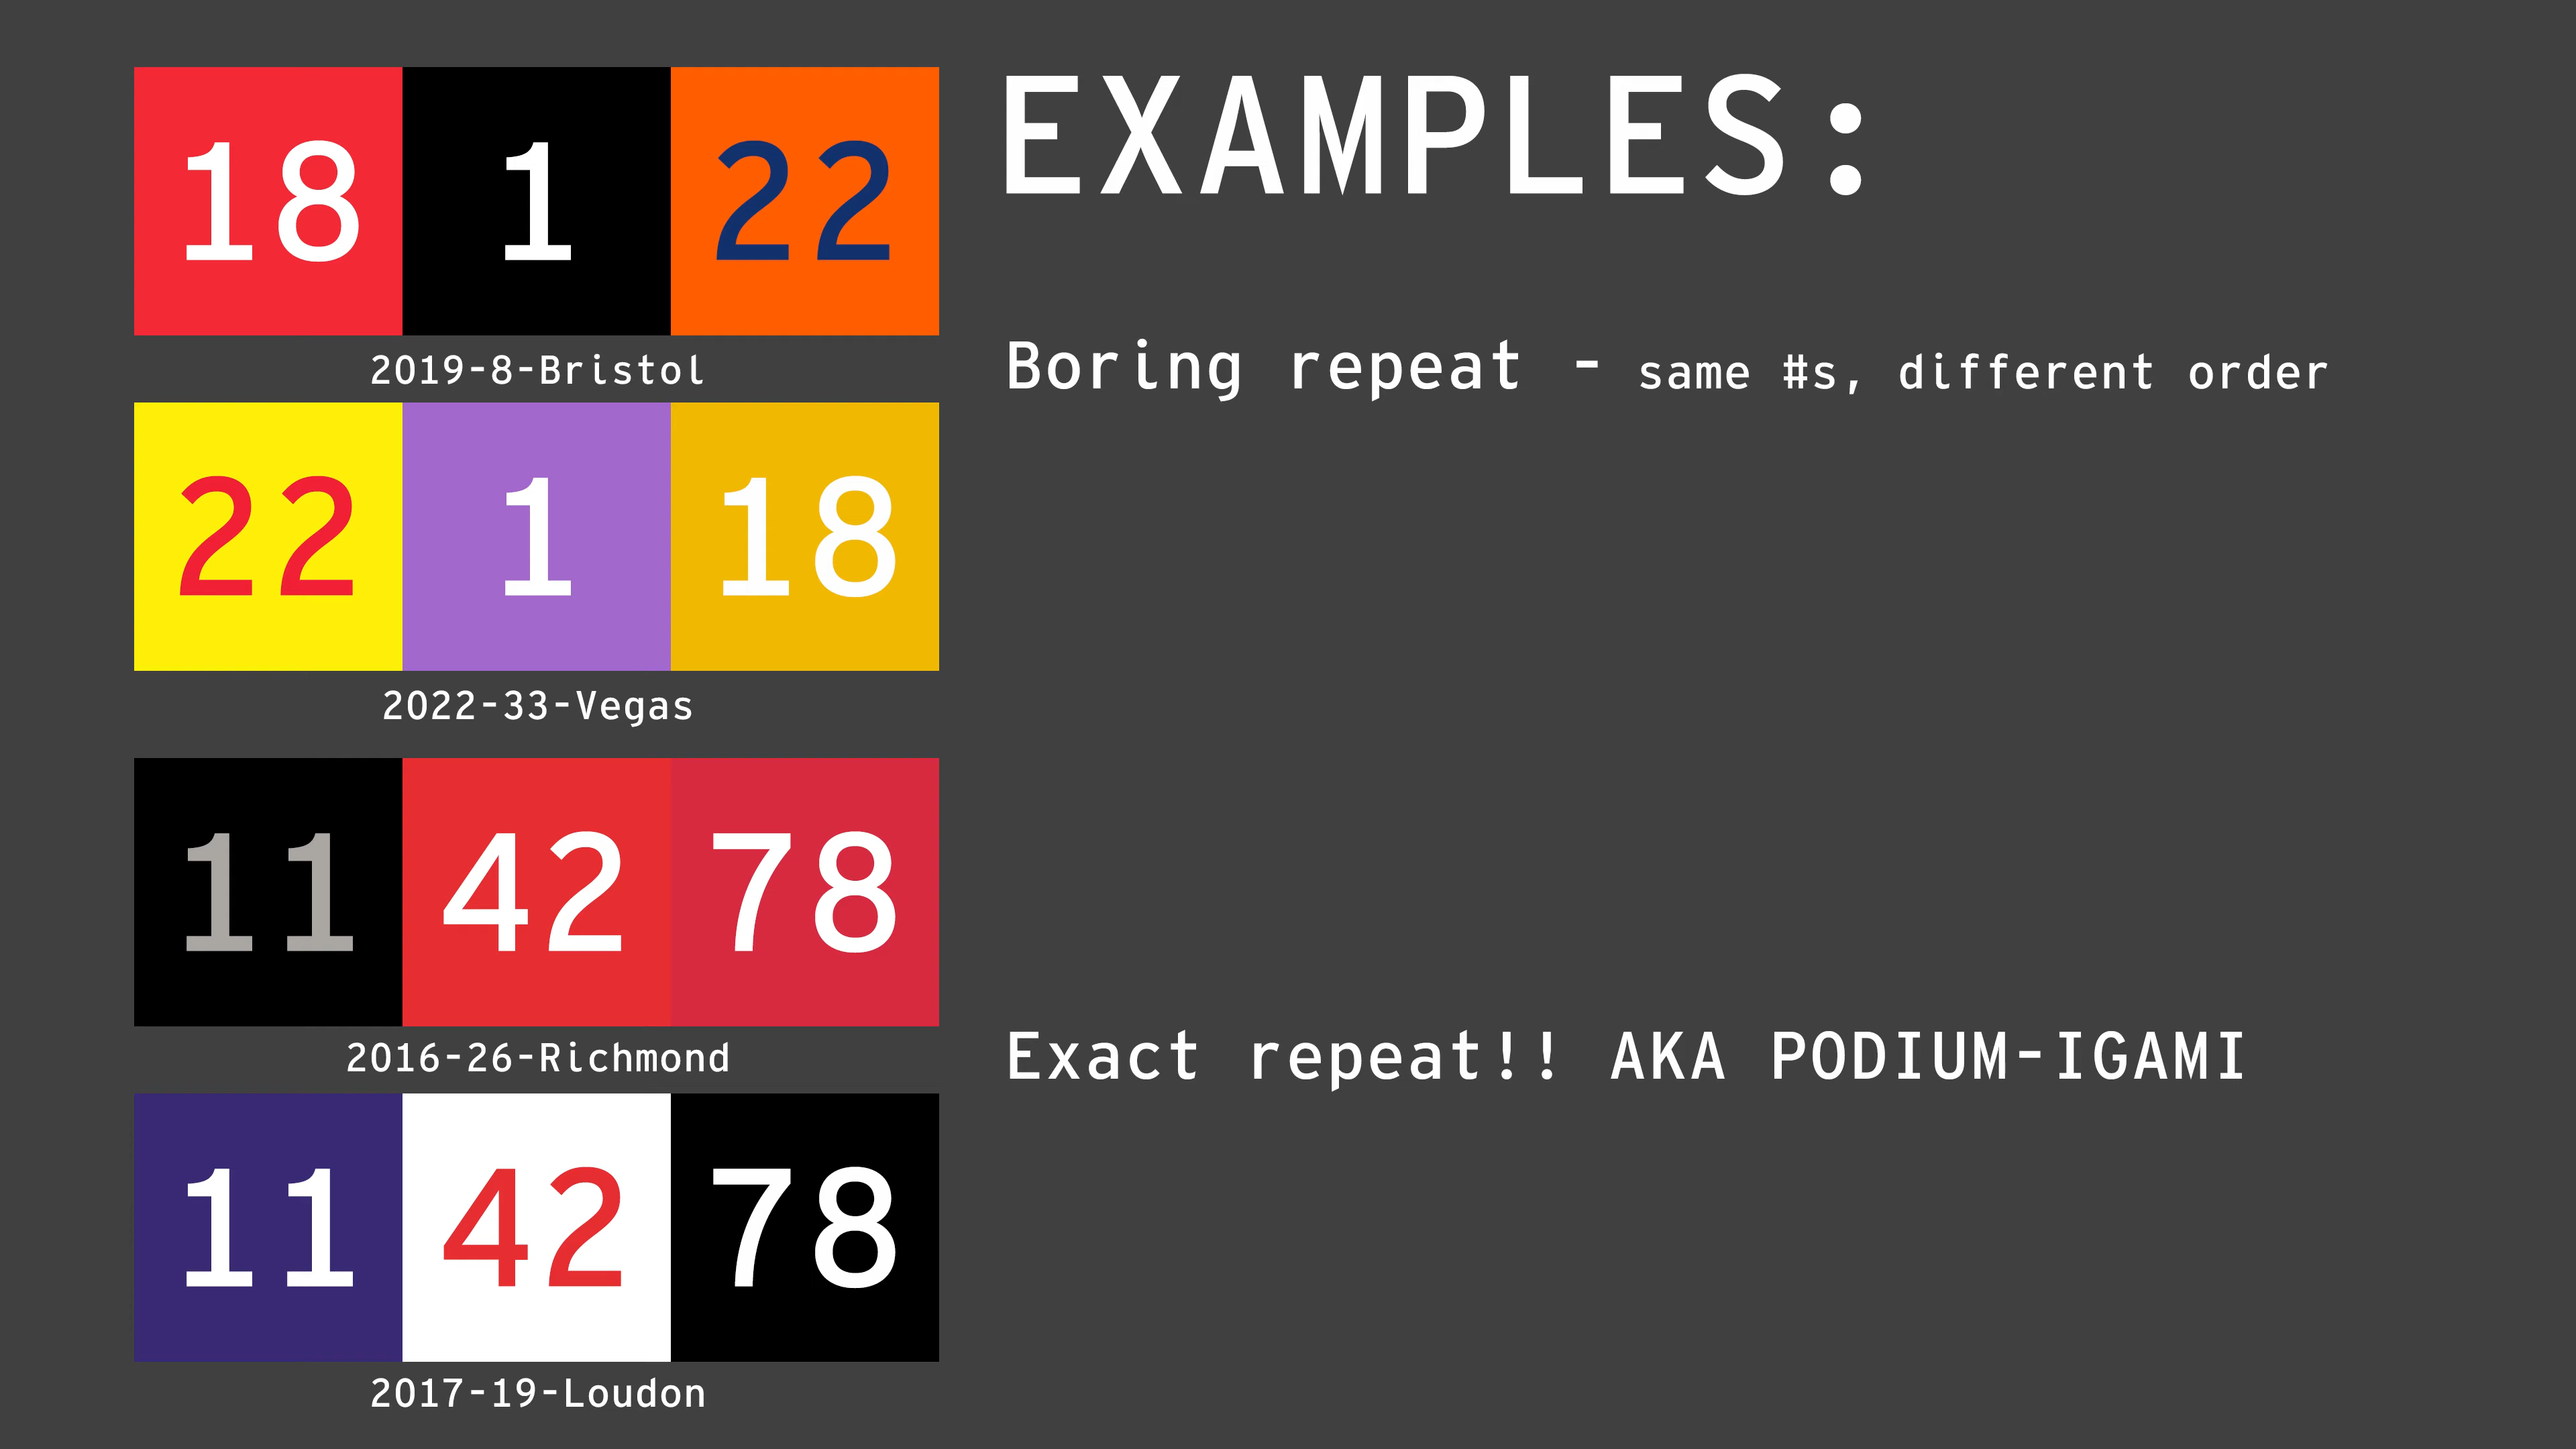 EXAMPLES:
18 1 22
2019-8-Bristol
Boring repeat - same #s, different order
22 1 18
2022-33-Vegas
11 42 78
2016-26-Richmond
Exact repeat!! AKA PODIUM-IGAMI
11 42 78
2017-19-Loudon